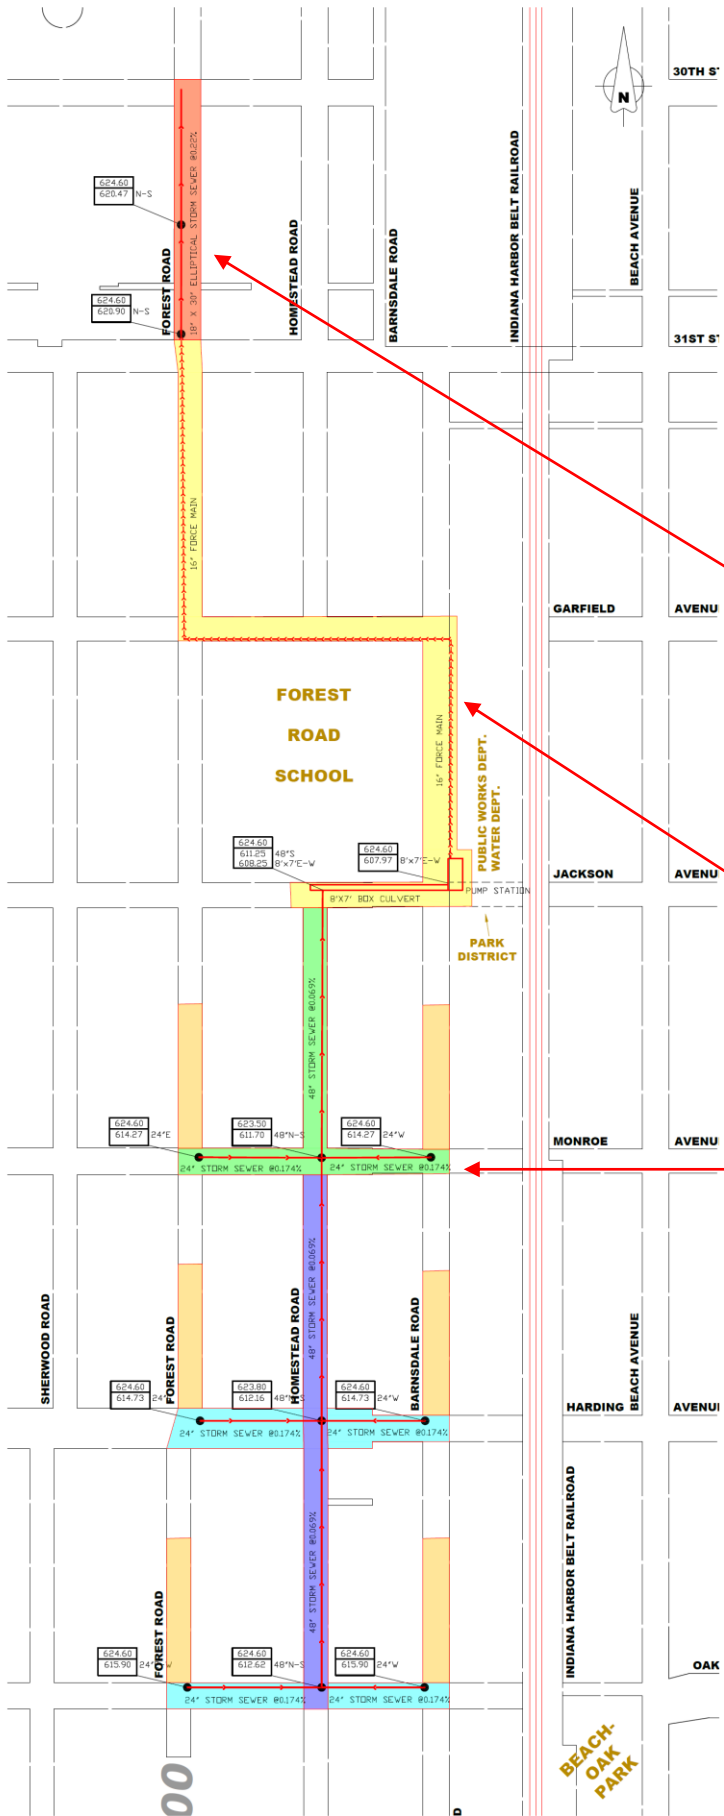 30TH ST
N
18" X 30" ELLIPTICAL STORM SEWER @0.22%
624.60
620.47 N-S
FOREST ROAD
HOMESTEAD ROAD
BARNSDALE ROAD
INDIANA HARBOR BELT RAILROAD
BEACH AVENUE
624.60
620.90 N-S
31ST ST
16" FORCE MAIN
GARFIELD AVENU
FOREST
ROAD
SCHOOL
16" FORCE MAIN
PUBLIC WORKS DEPT.
WATER DEPT.
624.60
611.25 48"S
608.25 8'x7'E-W
624.60
607.97 8'x7'E-W
JACKSON AVENU
PUMP STATION
8'X7' BOX CULVERT
PARK
DISTRICT
48" STORM SEWER @0.069%
624.60
614.27 24"E
623.50
611.70 48"N-S
624.60
614.27 24"W
MONROE AVENU
24" STORM SEWER @0.174%
24" STORM SEWER @0.174%
48" STORM SEWER @0.069%
SHERWOOD ROAD
FOREST ROAD
HOMESTEAD ROAD
BARNSDALE ROAD
BEACH AVENUE
624.60
614.73 24"
623.80
612.16 48"N-S
624.60
614.73 24"W
HARDING AVENU
24" STORM SEWER @0.174%
24" STORM SEWER @0.174%
48" STORM SEWER @0.069%
INDIANA HARBOR BELT RAILROAD
FOREST ROAD
624.60
615.90 24"
624.60
612.62 48"N-S
624.60
615.90 24"W
OAK
24" STORM SEWER @0.174%
24" STORM SEWER @0.174%
BEACH-
OAK
PARK
00
D